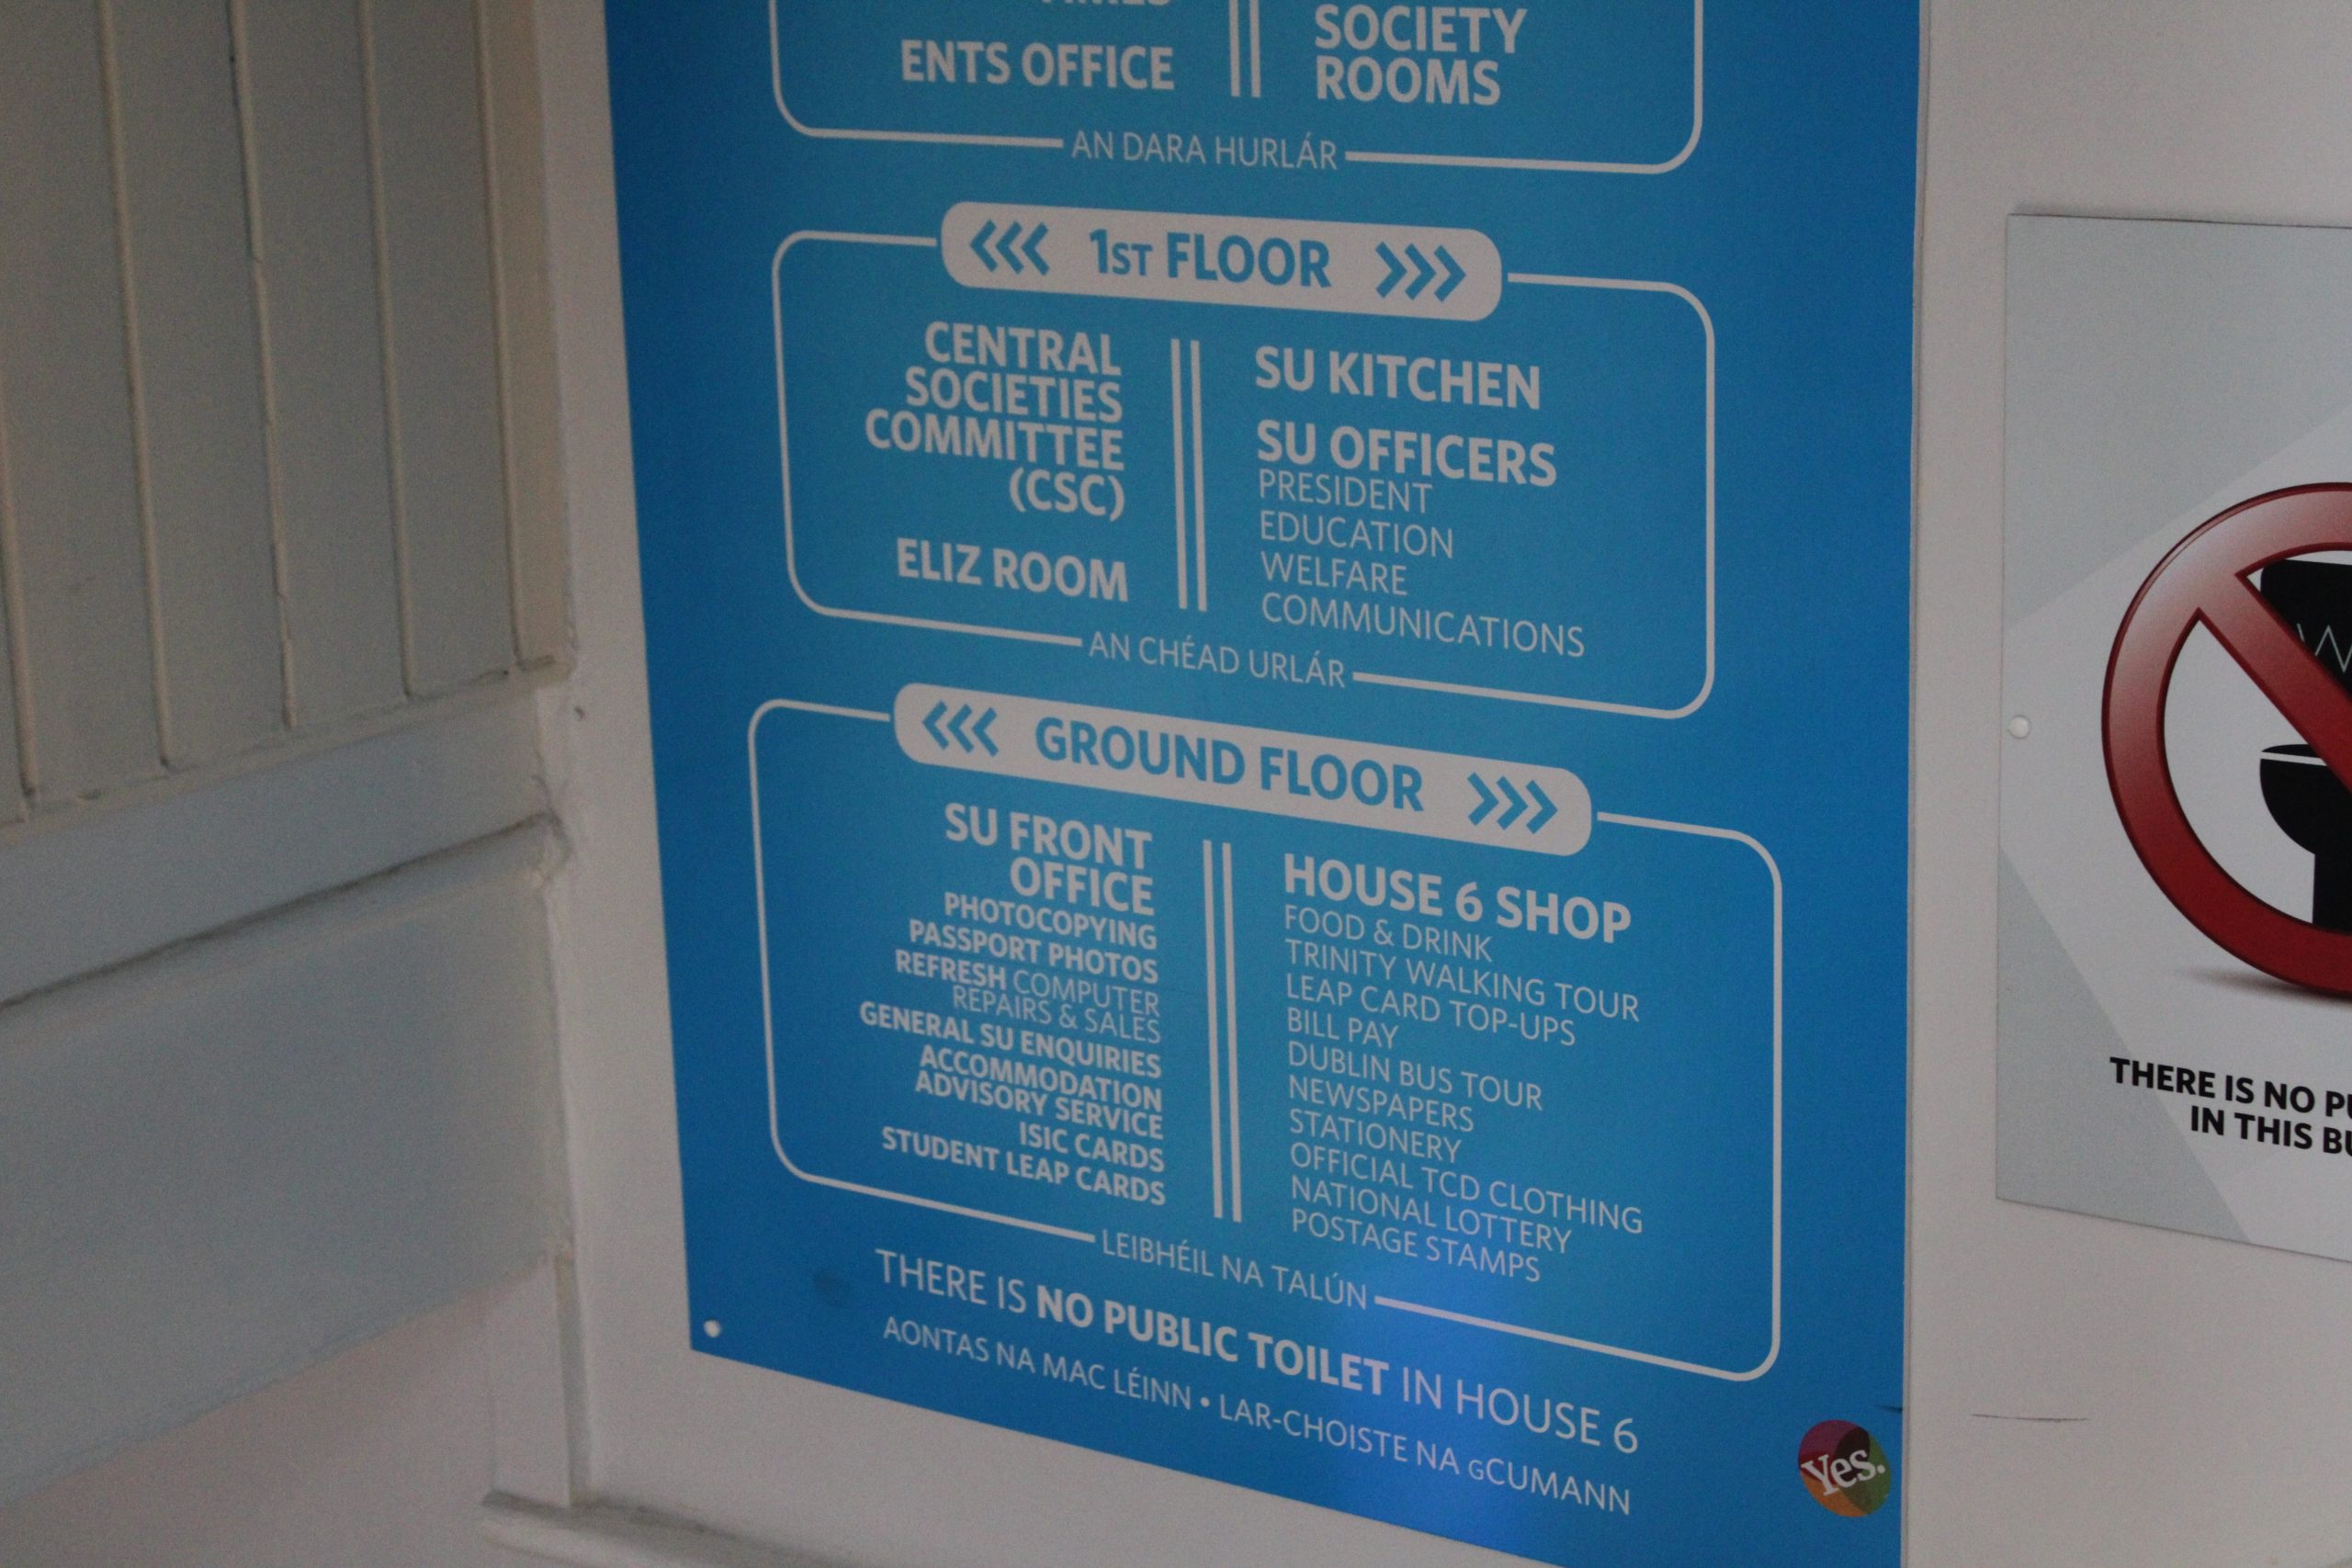 ENTS OFFICE
SOCIETY
ROOMS
AN DARA HURLÁR
<<< 1ST FLOOR >>>
CENTRAL
SOCIETIES
COMMITTEE
(CSC)
ELIZ ROOM
SU KITCHEN
SU OFFICERS
PRESIDENT
EDUCATION
WELFARE
COMMUNICATIONS
AN CHÉAD URLÁR
<<< GROUND FLOOR >>>
SU FRONT
OFFICE
PHOTOCOPYING
PASSPORT PHOTOS
REFRESH COMPUTER
REPAIRS & SALES
GENERAL SU ENQUIRIES
ACCOMMODATION
ADVISORY SERVICE
ISIC CARDS
STUDENT LEAP CARDS
HOUSE 6 SHOP
FOOD & DRINK
TRINITY WALKING TOUR
LEAP CARD TOP-UPS
BILL PAY
DUBLIN BUS TOUR
NEWSPAPERS
STATIONERY
OFFICIAL TCD CLOTHING
NATIONAL LOTTERY
POSTAGE STAMPS
LEIBHÉIL NA TALÚN
THERE IS NO PUBLIC TOILET IN HOUSE 6
AONTAS NA MAC LÉINN • LAR-CHOISTE NA gCUMANN
Yes.
THERE IS NO
IN THIS